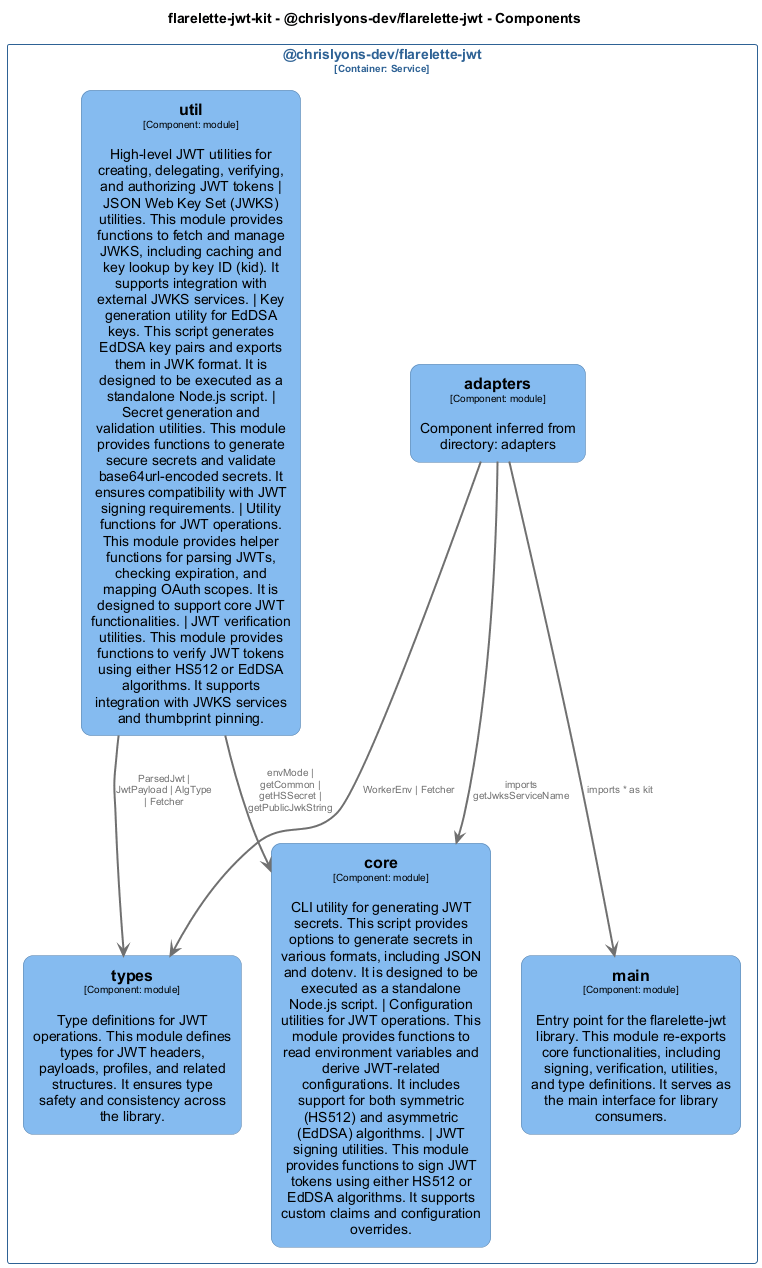 flarelette-jwt-kit - @chrislyons-dev/flarelette-jwt - Components
@chrislyons-dev/flarelette-jwt
[Container: Service]
util
[Component: module]
High-level JWT utilities for
creating, delegating, verifying,
and authorizing JWT tokens |
JSON Web Key Set (JWKS)
utilities. This module provides
functions to fetch and manage
JWKS, including caching and
key lookup by key ID (kid). It
supports integration with
external JWKS services. | Key
generation utility for EdDSA
keys. This script generates
EdDSA key pairs and exports
them in JWK format. It is
designed to be executed as a
standalone Node.js script. |
Secret generation and
validation utilities. This module
provides functions to generate
secure secrets and validate
base64url-encoded secrets. It
ensures compatibility with JWT
signing requirements. | Utility
functions for JWT operations.
This module provides helper
functions for parsing JWTs,
checking expiration, and
mapping OAuth scopes. It is
designed to support core JWT
functionalities. | JWT verification
utilities. This module provides
functions to verify JWT tokens
using either HS512 or EdDSA
algorithms. It supports
integration with JWKS services
and thumbprint pinning.
adapters
[Component: module]
Component inferred from
directory: adapters
ParsedJwt |
JwtPayload | AlgType
| Fetcher
envMode |
getCommon |
getHSSecret |
getPublicJwkString
WorkerEnv | Fetcher
imports
getJwksServiceName
imports * as kit
core
[Component: module]
CLI utility for generating JWT
secrets. This script provides
options to generate secrets in
various formats, including JSON
and dotenv. It is designed to be
executed as a standalone
Node.js script. | Configuration
utilities for JWT operations. This
module provides functions to
read environment variables and
derive JWT-related
configurations. It includes
support for both symmetric
(HS512) and asymmetric
(EdDSA) algorithms. | JWT
signing utilities. This module
provides functions to sign JWT
tokens using either HS512 or
EdDSA algorithms. It supports
custom claims and configuration
overrides.
types
[Component: module]
Type definitions for JWT
operations. This module defines
types for JWT headers,
payloads, profiles, and related
structures. It ensures type
safety and consistency across
the library.
main
[Component: module]
Entry point for the flarelette-jwt
library. This module re-exports
core functionalities, including
signing, verification, utilities,
and type definitions. It serves as
the main interface for library
consumers.